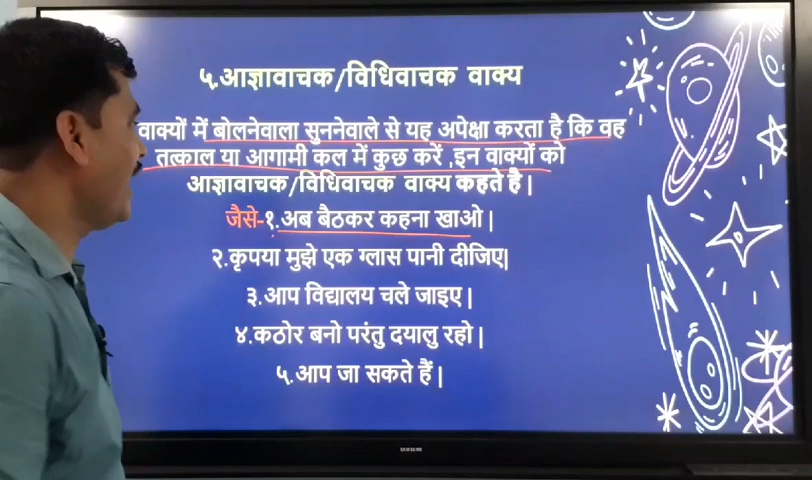 ५.आज्ञावाचक/विधिवाचक वाक्य
वाक्यों में बोलनेवाला सुननेवाले से यह अपेक्षा करता है कि वह
तत्काल या आगामी कल में कुछ करें ,इन वाक्यों को
आज्ञावाचक/विधिवाचक वाक्य कहते है |
जैसे-१.अब बैठकर कहना खाओ |
२.कृपया मुझे एक ग्लास पानी दीजिए|
३.आप विद्यालय चले जाइए |
४.कठोर बनो परंतु दयालु रहो |
५.आप जा सकते हैं |
SAMSUNG